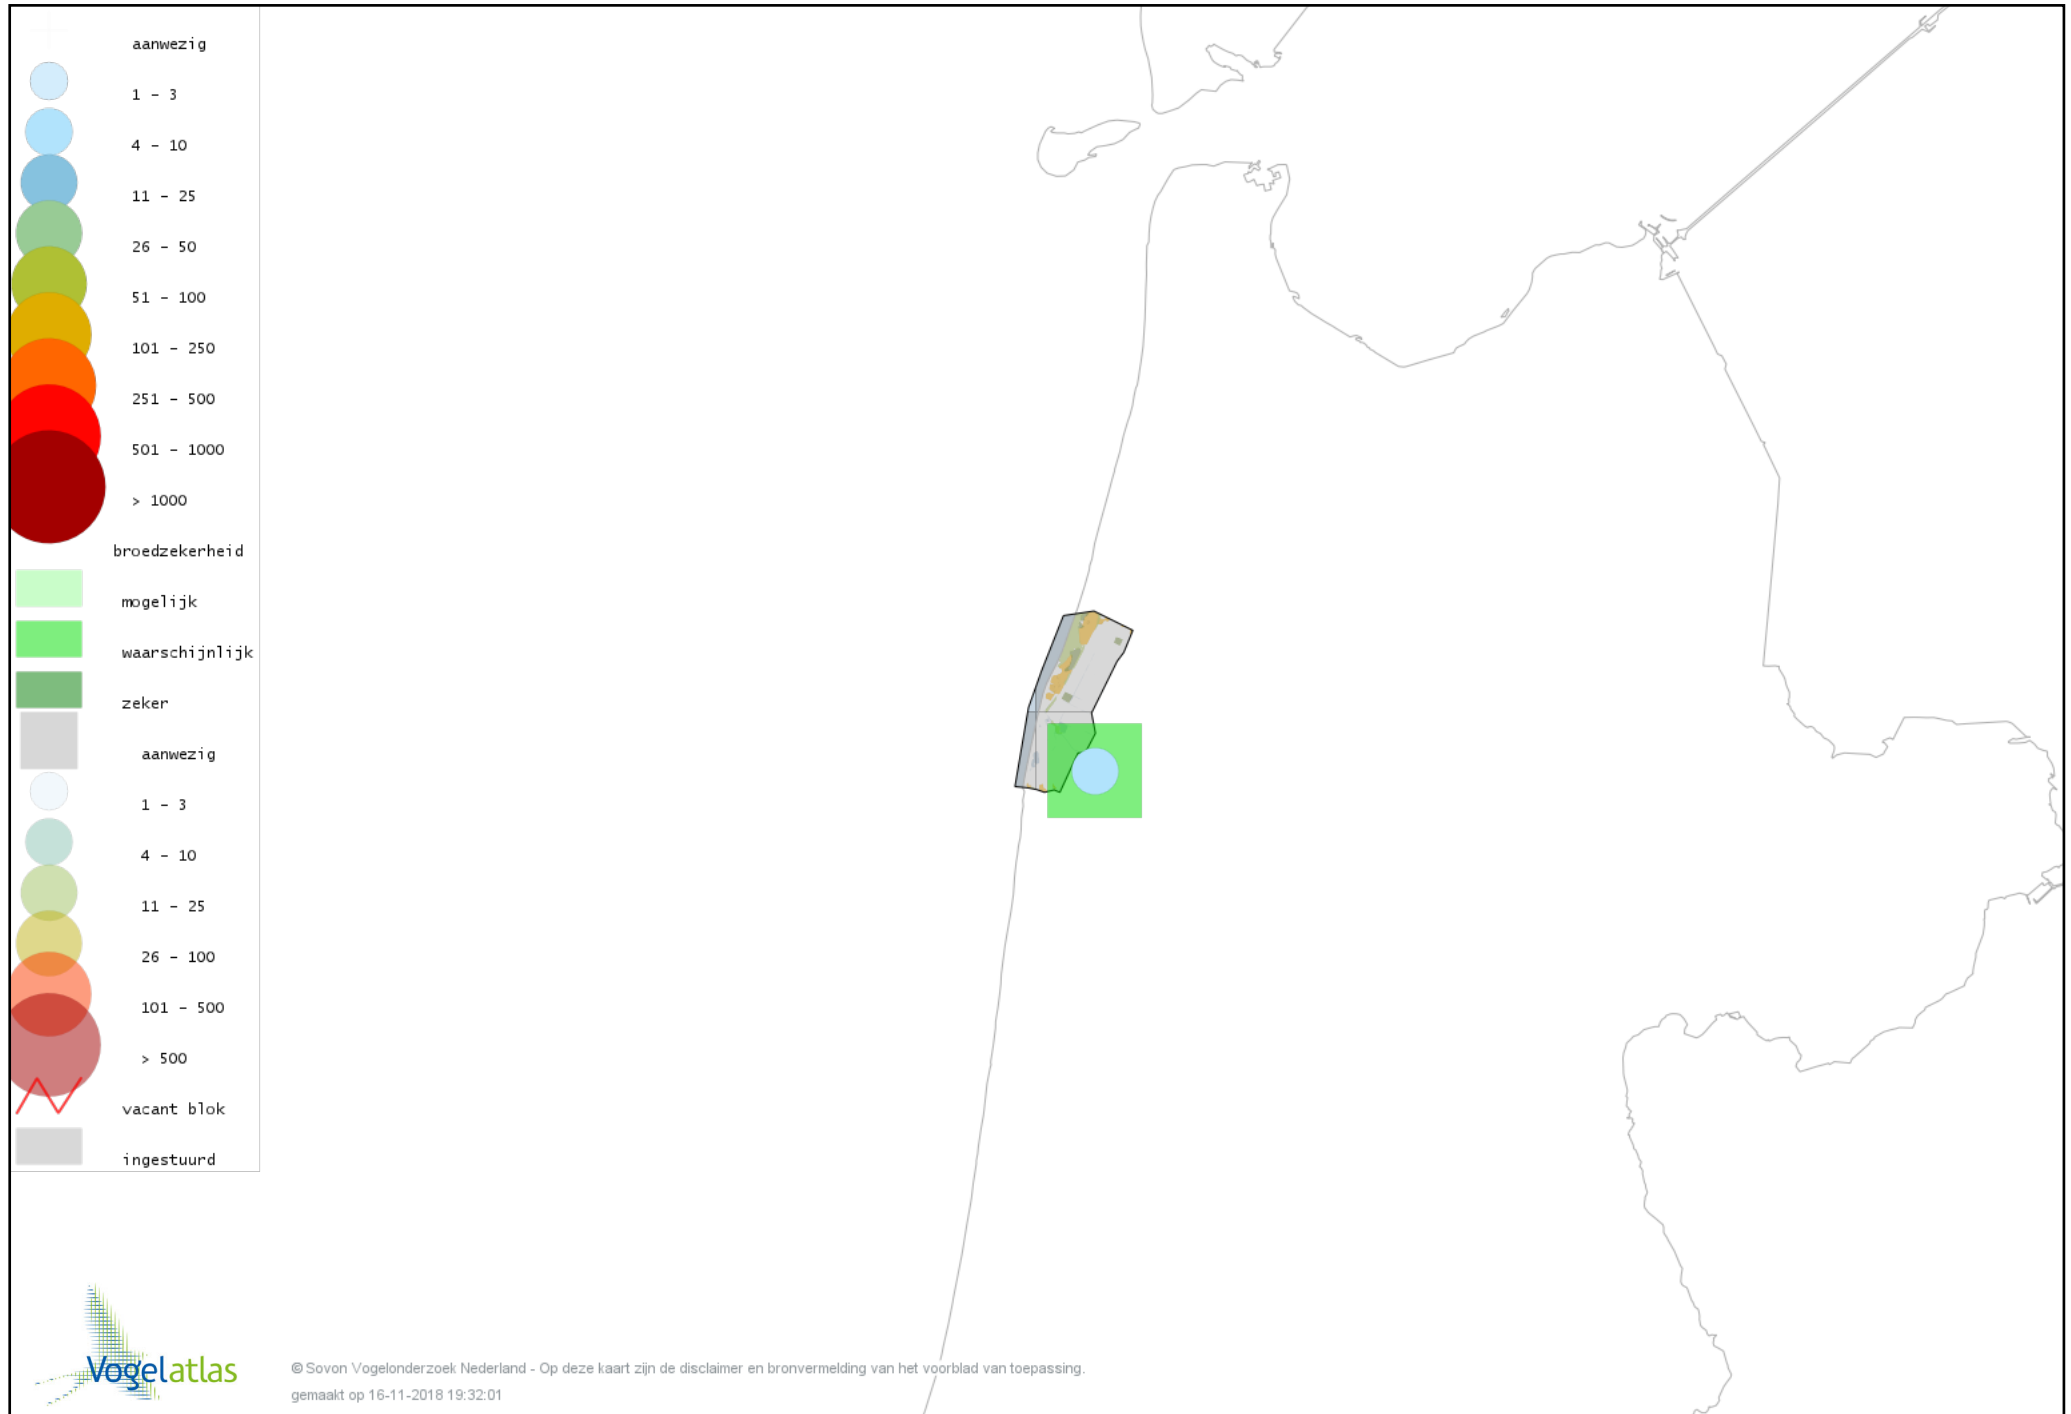 aanwezig
1 - 3
4 - 10
11 - 25
26 - 50
51 - 100
101 - 250
251 - 500
501 - 1000
> 1000
broedzekerheid
mogelijk
waarschijnlijk
zeker
aanwezig
1 - 3
4 - 10
11 - 25
26 - 100
101 - 500
> 500
vacant blok
ingestuurd
Vogelatlas
© Sovon Vogelonderzoek Nederland - Op deze kaart zijn de disclaimer en bronvermelding van het voorblad van toepassing.
gemaakt op 16-11-2018 19:32:01